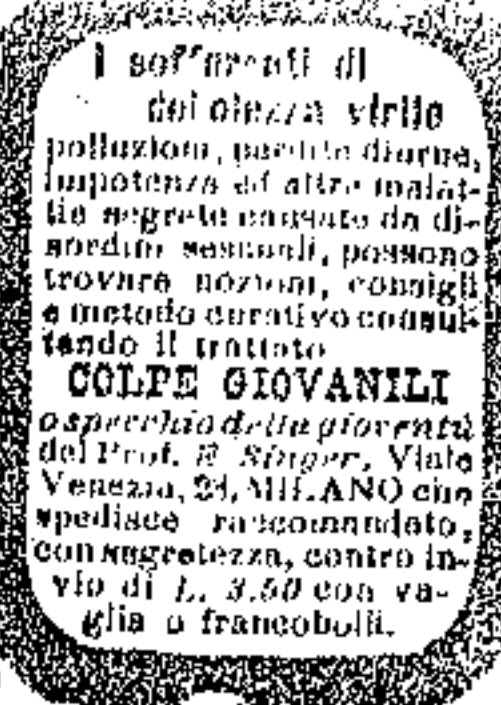 I sofferenti di
debolezza virile
polluzioni, perdite diurne,
impotenza ed altre malat-
tie segrete causate da di-
sordini sessuali, possono
trovare nozioni, consigli
e metodo curativo consul-
tando il trattato
COLPE GIOVANILI
o specchio della gioventù
del Prof. E. Singer, Viale
Venezia, 28, MILANO che
spedisce raccomandato,
con segretezza, contro in-
vio di L. 3.50 con va-
glia o francobolli.